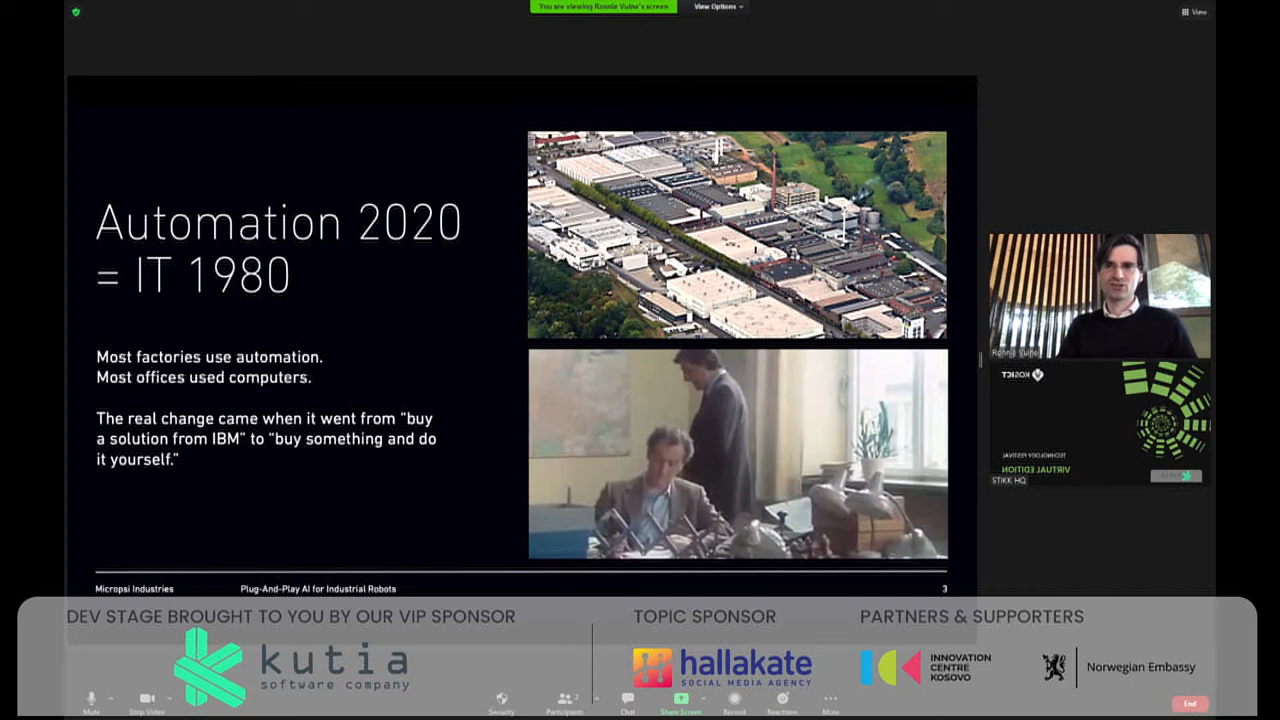 You are viewing Ronnie Vuine's screen
View Options
View
Automation 2020
= IT 1980
Most factories use automation.
Most offices used computers.
The real change came when it went from “buy
a solution from IBM” to “buy something and do
it yourself.”
Micropsi Industries
Plug-And-Play AI for Industrial Robots
3
Ronnie Vuine
KOSICT
TECHNOLOGY FESTIVAL
VIRTUAL EDITION
STIKK HQ
DEV STAGE BROUGHT TO YOU BY OUR VIP SPONSOR
kutia
software company
TOPIC SPONSOR
hallakate
SOCIAL MEDIA AGENCY
PARTNERS & SUPPORTERS
INNOVATION
CENTRE
KOSOVO
Norwegian Embassy
Mute
Stop Video
Security
Participants
2
Chat
Share Screen
Record
Reactions
More
End